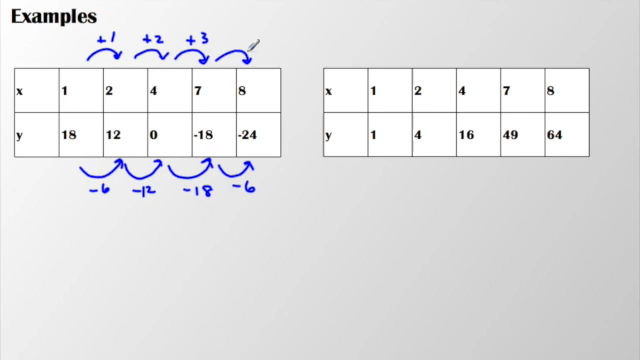 Examples
+1 +2 +3
x 1 2 4 7 8
y 18 12 0 -18 -24
-6 -12 -18 -6
x 1 2 4 7 8
y 1 4 16 49 64